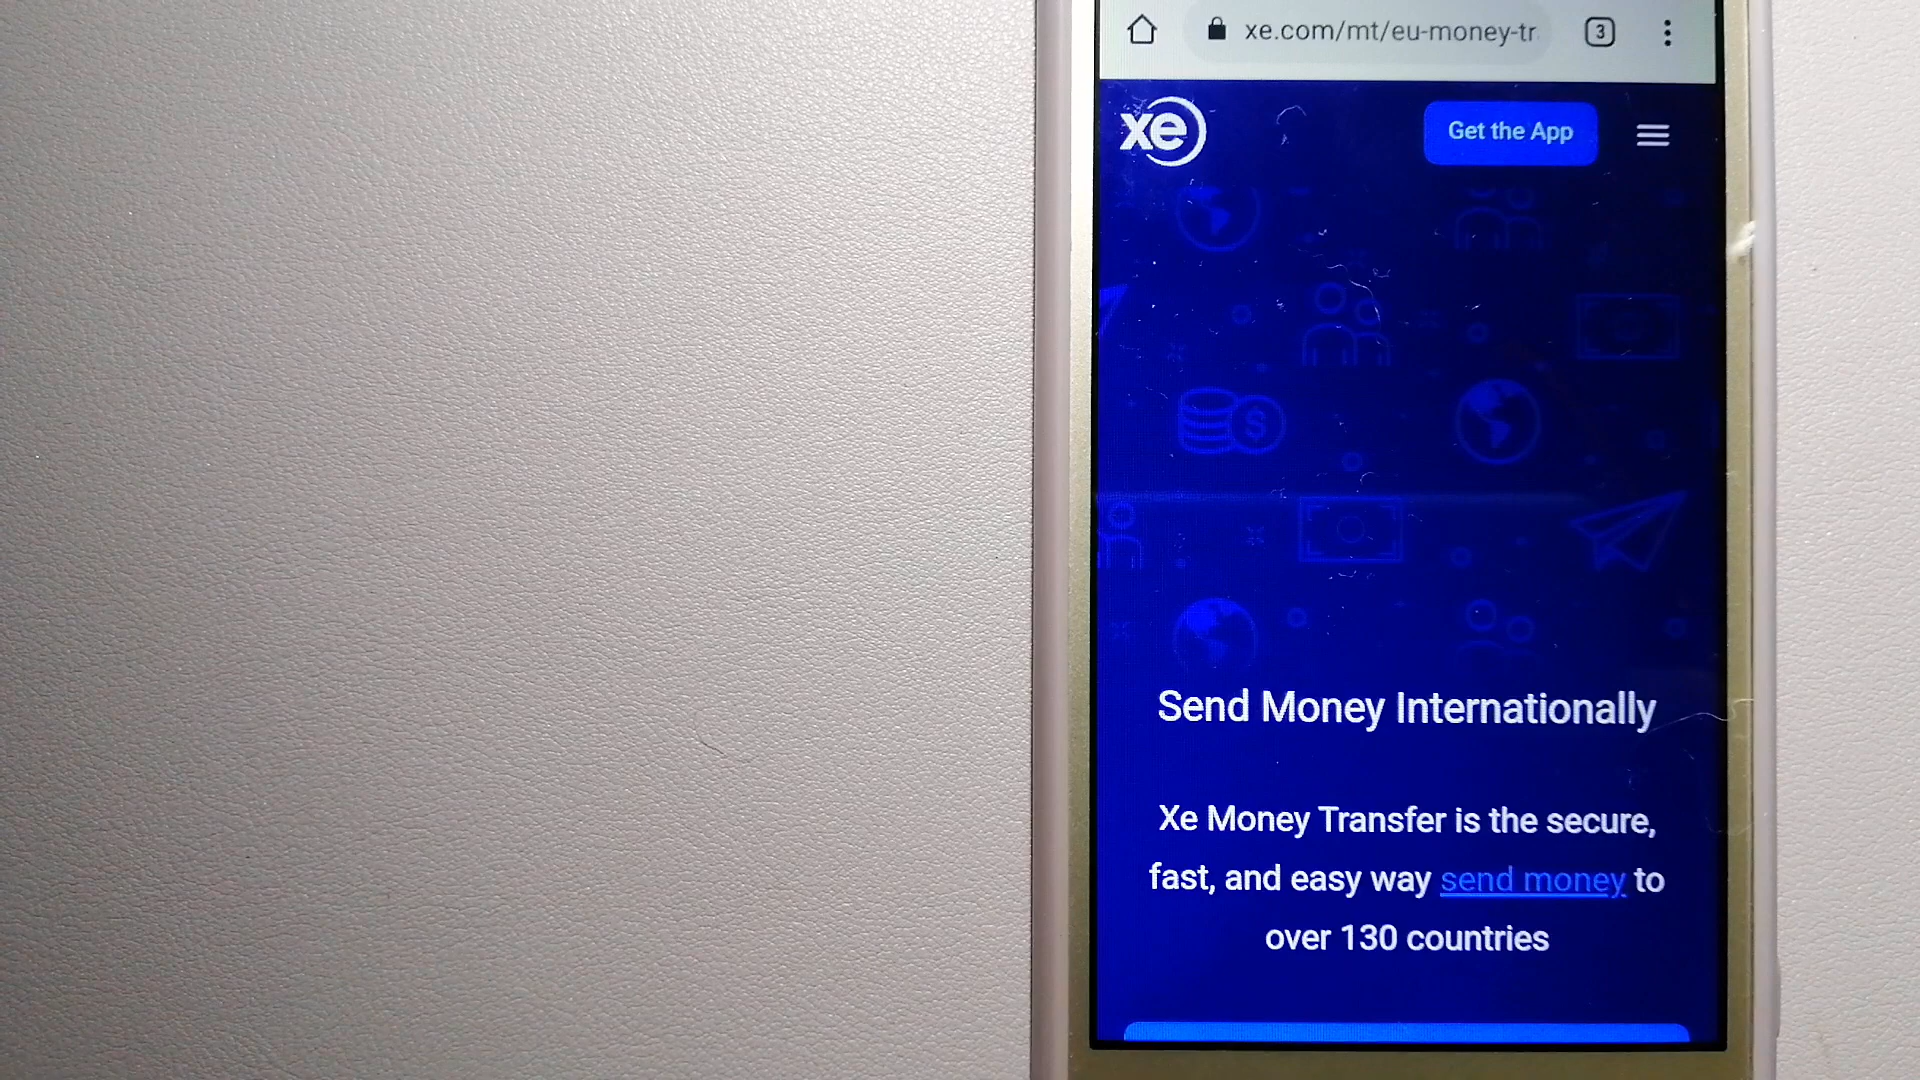 xe.com/mt/eu-money-tr
3
xe
Get the App
$
Send Money Internationally
Xe Money Transfer is the secure,
fast, and easy way send money to
over 130 countries